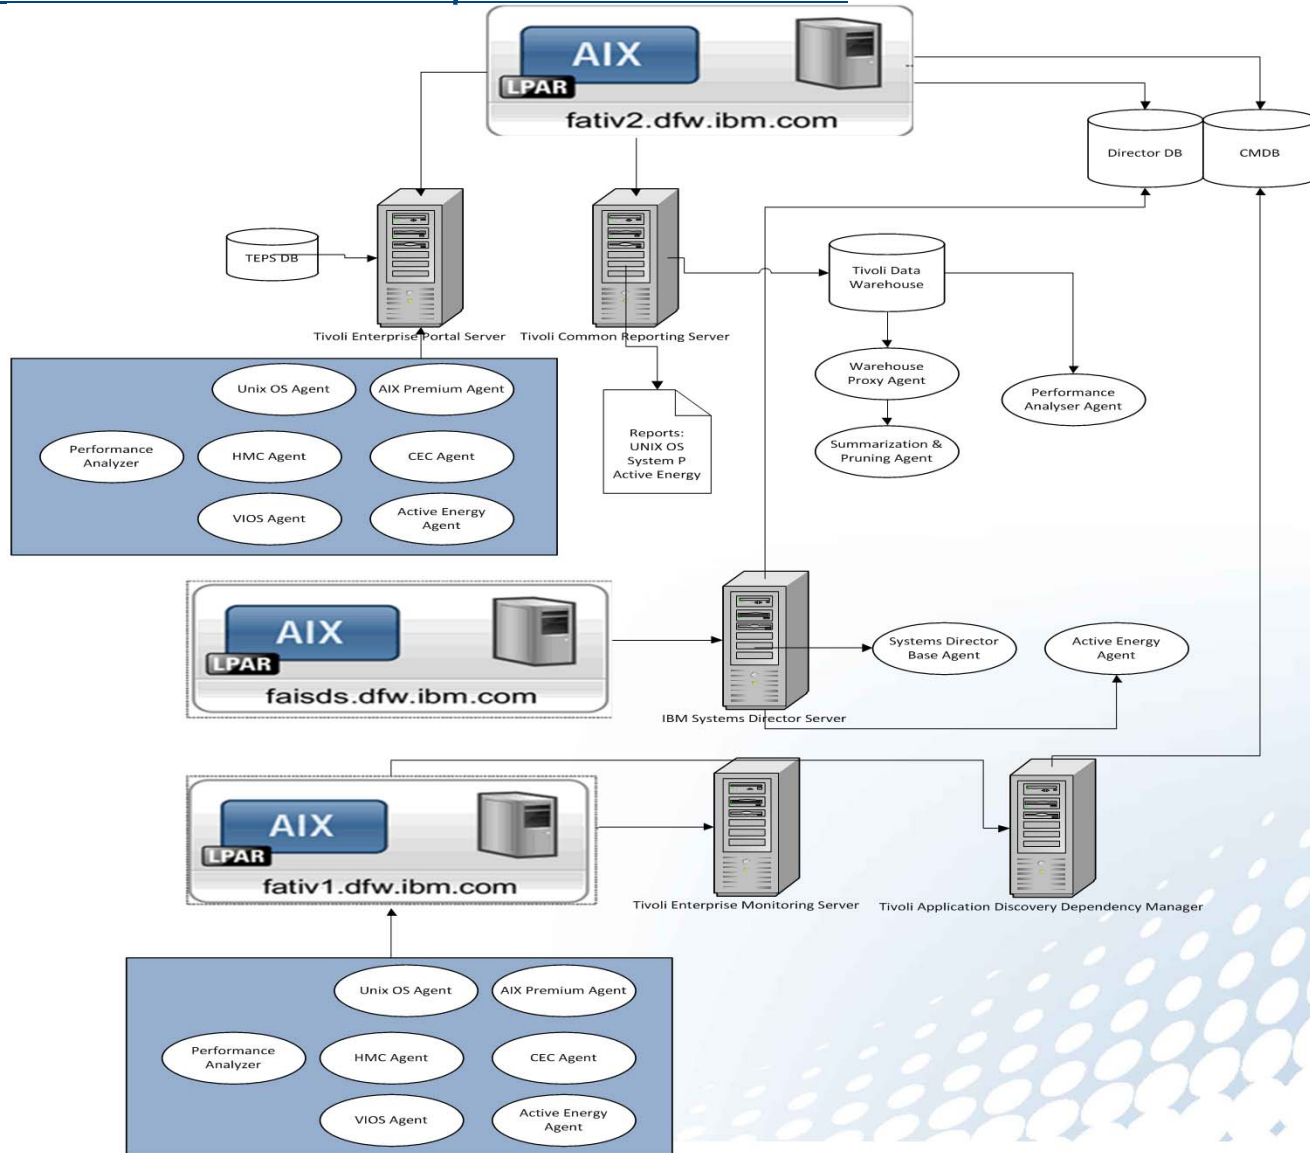 AIX
LPAR
fativ2.dfw.ibm.com
Director DB
CMDB
TEPS DB
Tivoli Data
Warehouse
Tivoli Enterprise Portal Server
Tivoli Common Reporting Server
Unix OS Agent
AIX Premium Agent
Performance
Analyzer
HMC Agent
CEC Agent
VIOS Agent
Active Energy
Agent
Reports:
UNIX OS
System P
Active Energy
Warehouse
Proxy Agent
Performance
Analyser Agent
Summarization &
Pruning Agent
AIX
LPAR
faisds.dfw.ibm.com
Systems Director
Base Agent
Active Energy
Agent
IBM Systems Director Server
AIX
LPAR
fativ1.dfw.ibm.com
Tivoli Enterprise Monitoring Server
Tivoli Application Discovery Dependency Manager
Unix OS Agent
AIX Premium Agent
Performance
Analyzer
HMC Agent
CEC Agent
VIOS Agent
Active Energy
Agent